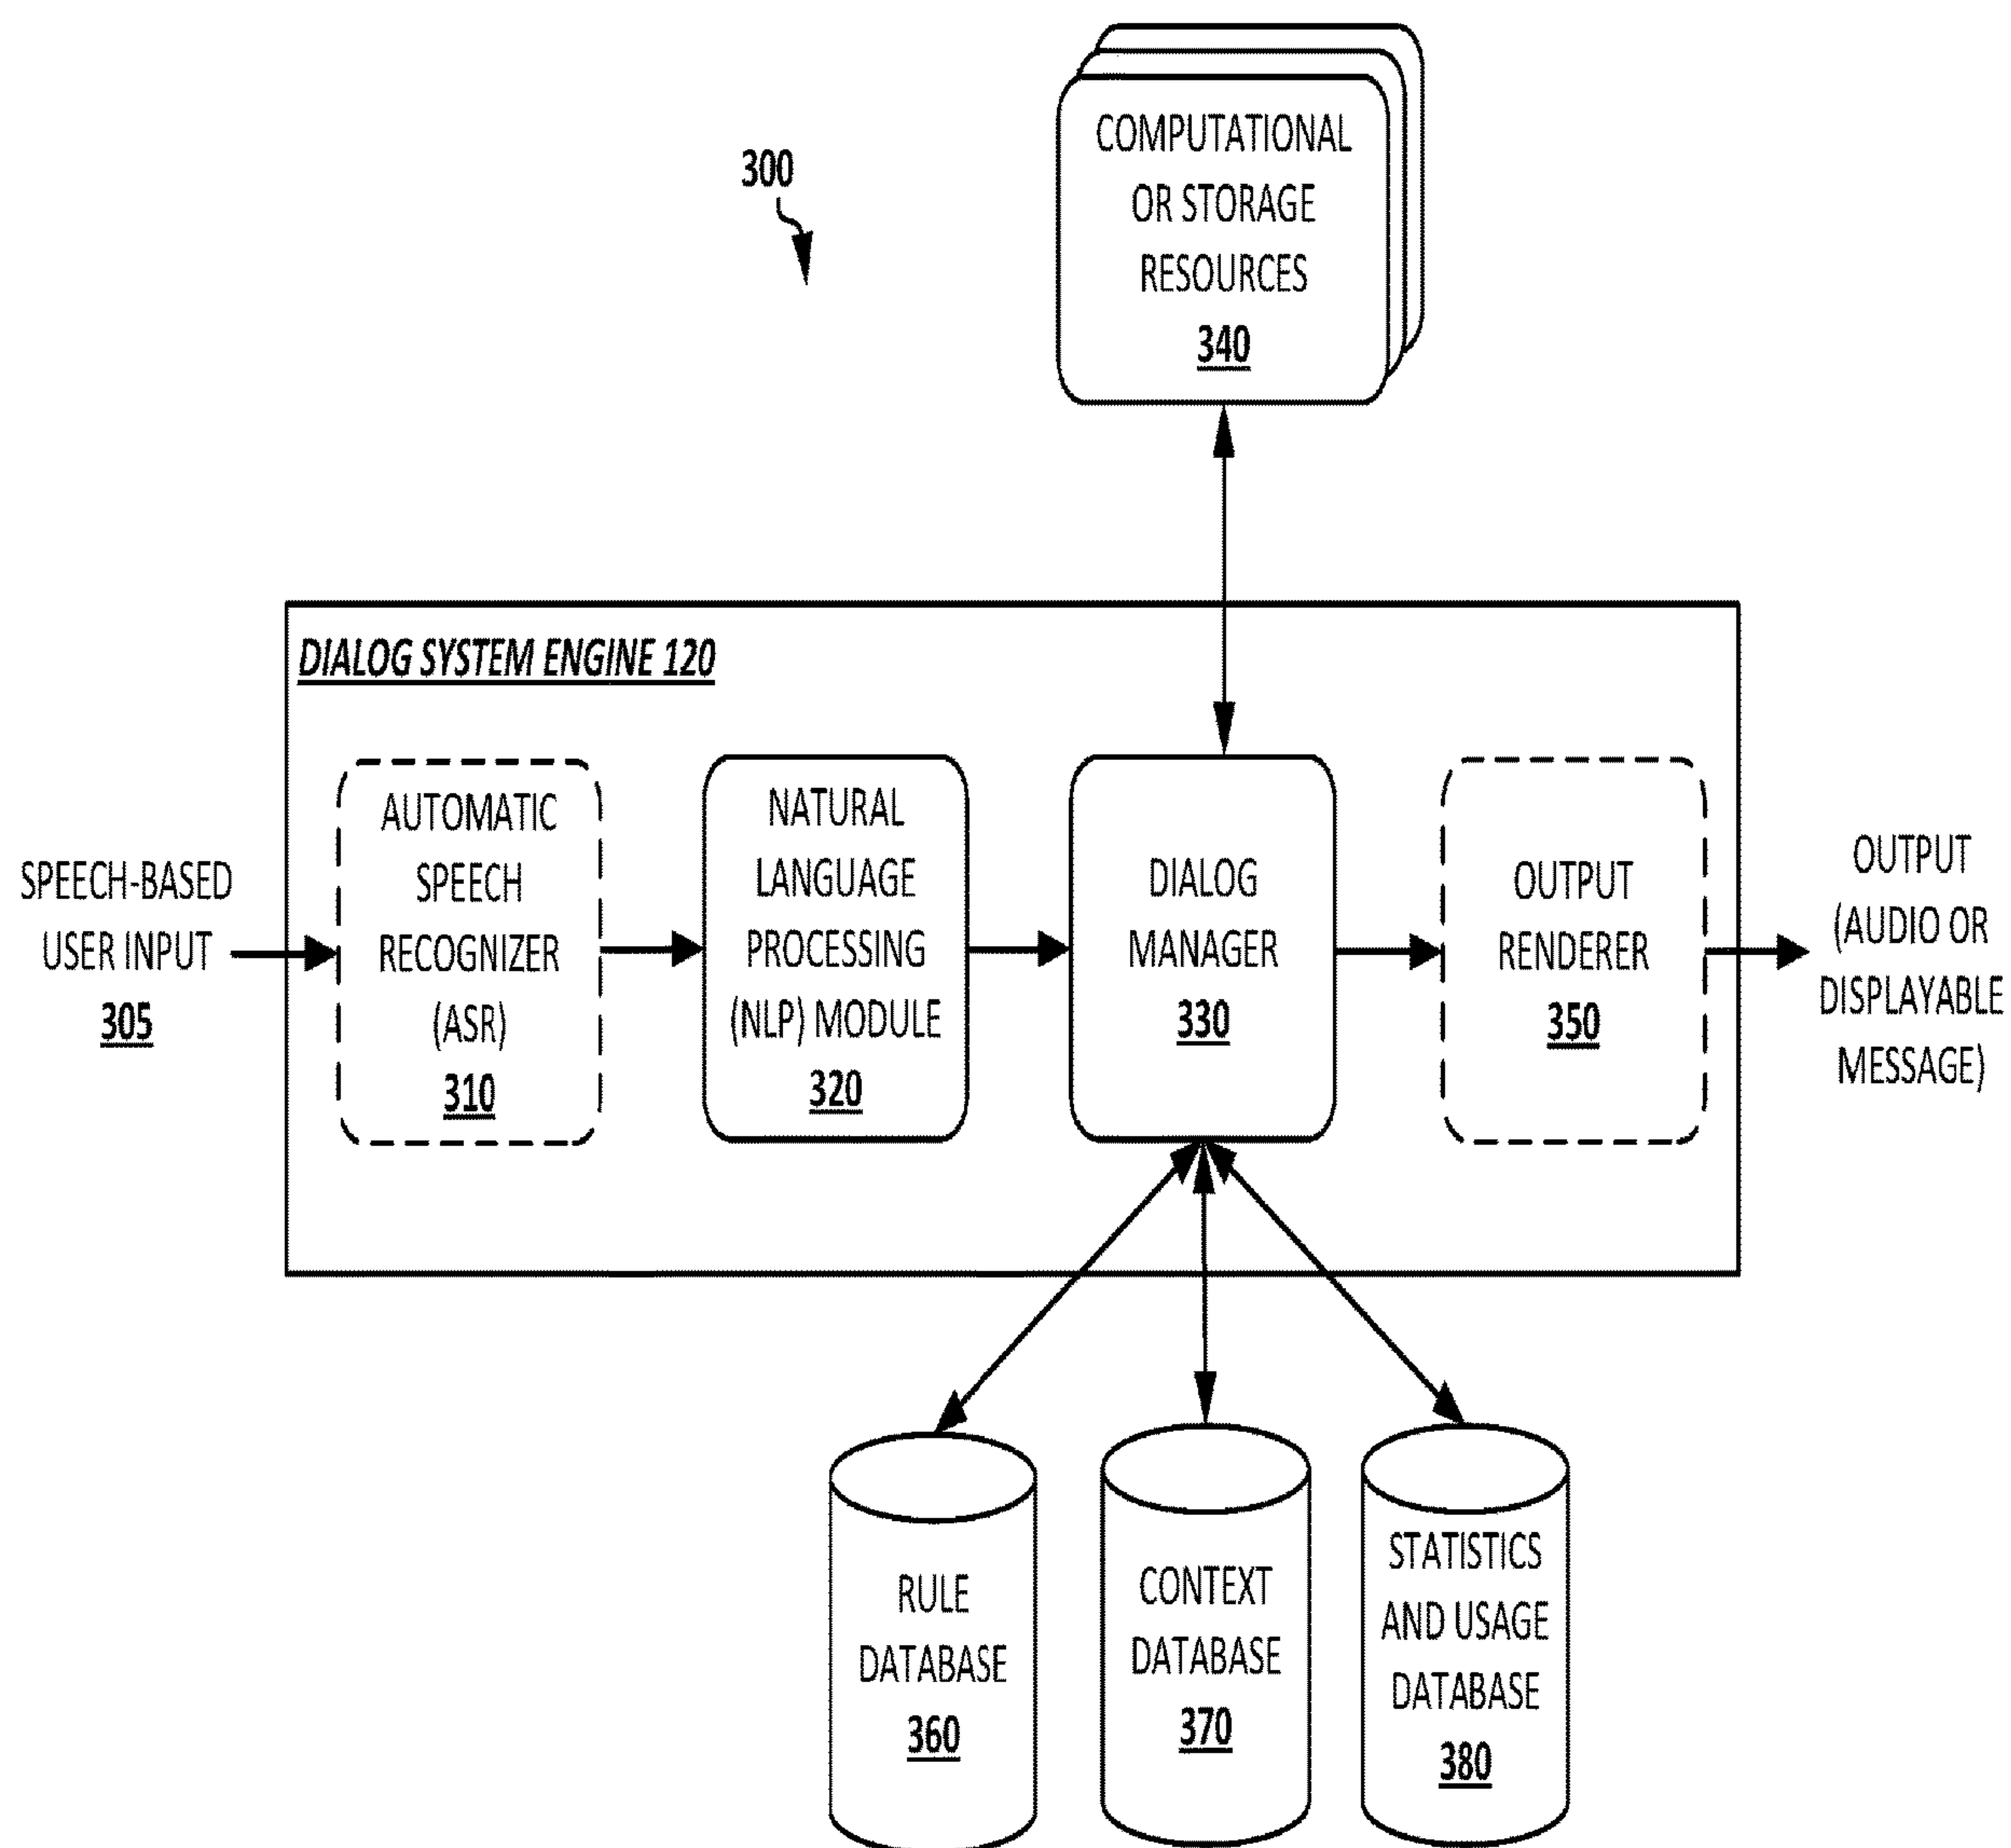 300
COMPUTATIONAL
OR STORAGE
RESOURCES
340
DIALOG SYSTEM ENGINE 120
SPEECH-BASED
USER INPUT
305
AUTOMATIC
SPEECH
RECOGNIZER
(ASR)
310
NATURAL
LANGUAGE
PROCESSING
(NLP) MODULE
320
DIALOG
MANAGER
330
OUTPUT
RENDERER
350
OUTPUT
(AUDIO OR
DISPLAYABLE
MESSAGE)
RULE
DATABASE
360
CONTEXT
DATABASE
370
STATISTICS
AND USAGE
DATABASE
380